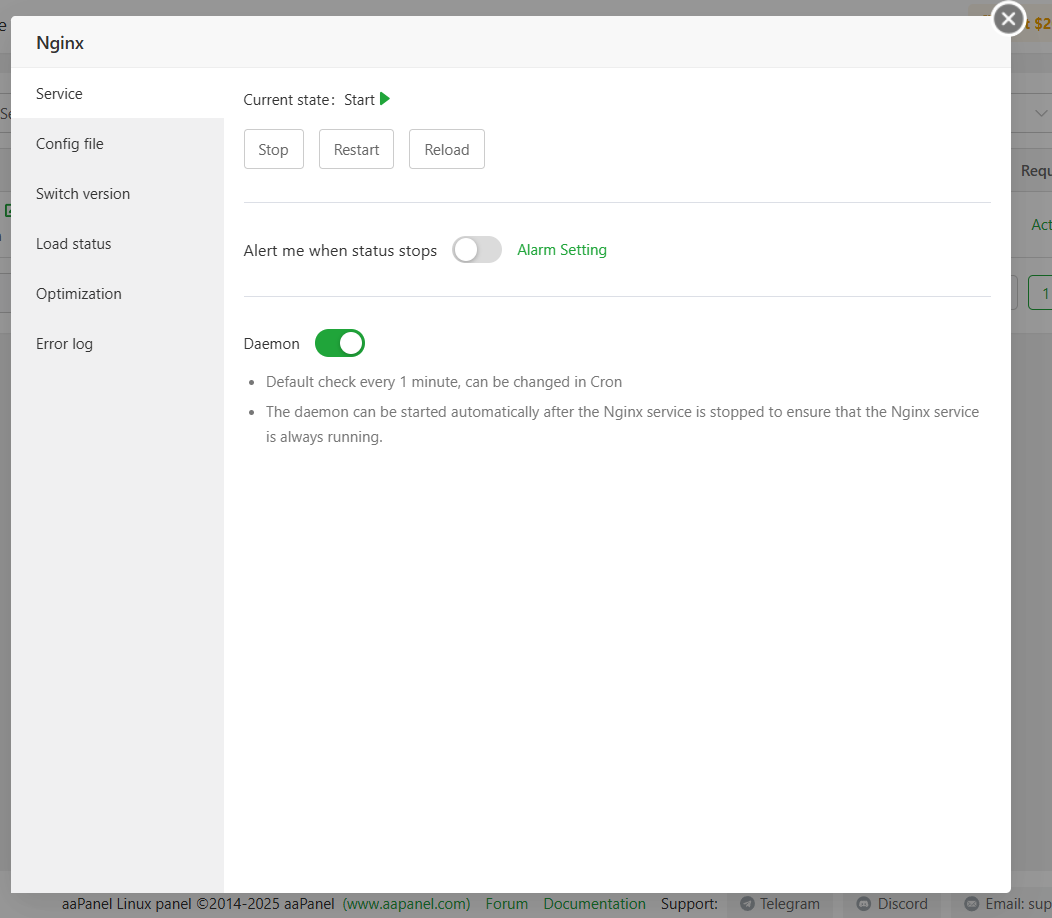 $2
Nginx
Service
Current state: Start
Config file
Stop
Restart
Reload
Switch version
Load status
Alert me when status stops
Alarm Setting
Optimization
Error log
Daemon
Default check every 1 minute, can be changed in Cron
The daemon can be started automatically after the Nginx service is stopped to ensure that the Nginx service
is always running.
1
aaPanel Linux panel ©2014-2025 aaPanel (www.aapanel.com) Forum Documentation Support: Telegram Discord Email: sup